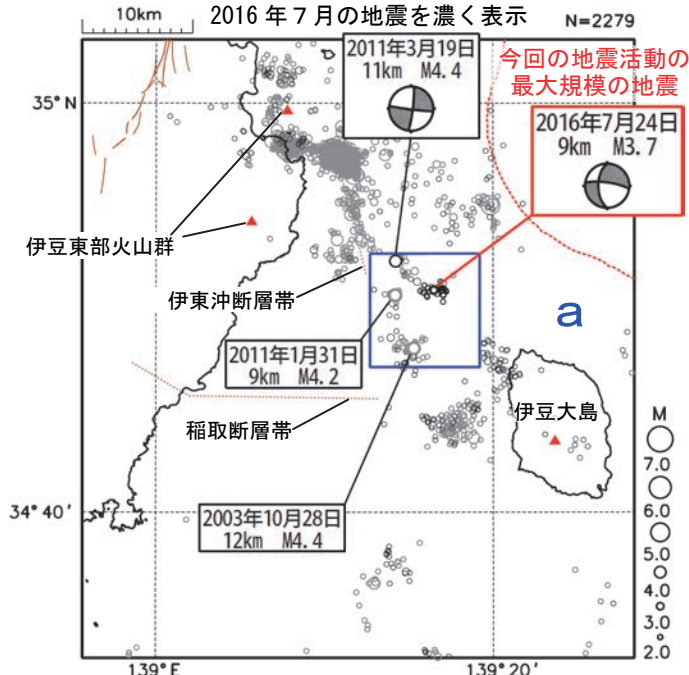 10km
2016年7月の地震を濃く表示
N=2279
2011年3月19日
11km M4.4
今回の地震活動の
最大規模の地震
35°N
2016年7月24日
9km M3.7
伊豆東部火山群
伊東沖断層帯
a
2011年1月31日
9km M4.2
稲取断層帯
伊豆大島
M
7.0
6.0
5.0
4.0
3.0
2.0
34°40'
2003年10月28日
12km M4.4
139°E
139°20'